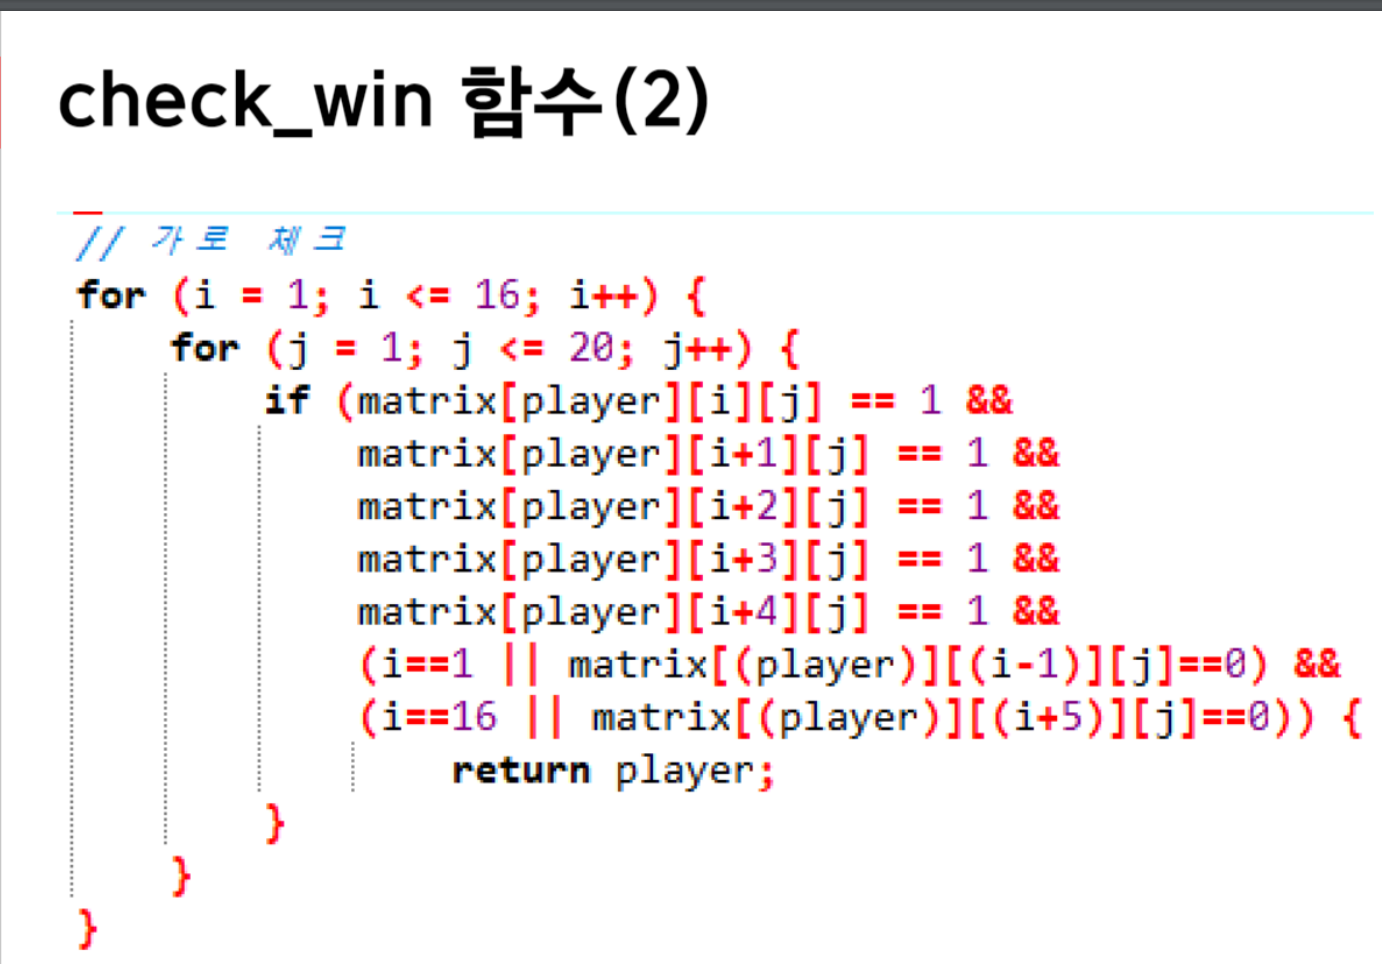 check_win 함수(2)
// 가로 체크
for (i = 1; i <= 16; i++) {
for (j = 1; j <= 20; j++) {
if (matrix[player][i][j] == 1 &&
matrix[player][i+1][j] == 1 &&
matrix[player][i+2][j] == 1 &&
matrix[player][i+3][j] == 1 &&
matrix[player][i+4][j] == 1 &&
(i==1 || matrix[(player)][(i-1)][j]==0) &&
(i==16 || matrix[(player)][(i+5)][j]==0)) {
return player;
}
}
}